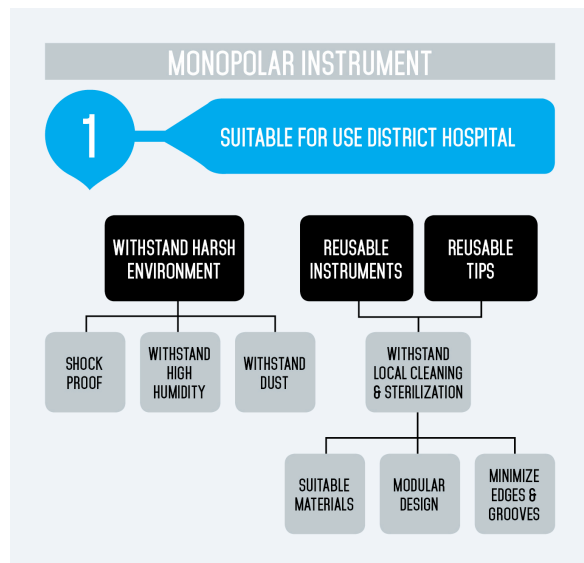 MONOPOLAR INSTRUMENT
1
SUITABLE FOR USE DISTRICT HOSPITAL
WITHSTAND HARSH
ENVIRONMENT
REUSABLE
INSTRUMENTS
REUSABLE
TIPS
SHOCK
PROOF
WITHSTAND
HIGH
HUMIDITY
WITHSTAND
DUST
WITHSTAND
LOCAL CLEANING
& STERILIZATION
SUITABLE
MATERIALS
MODULAR
DESIGN
MINIMIZE
EDGES &
GROOVES